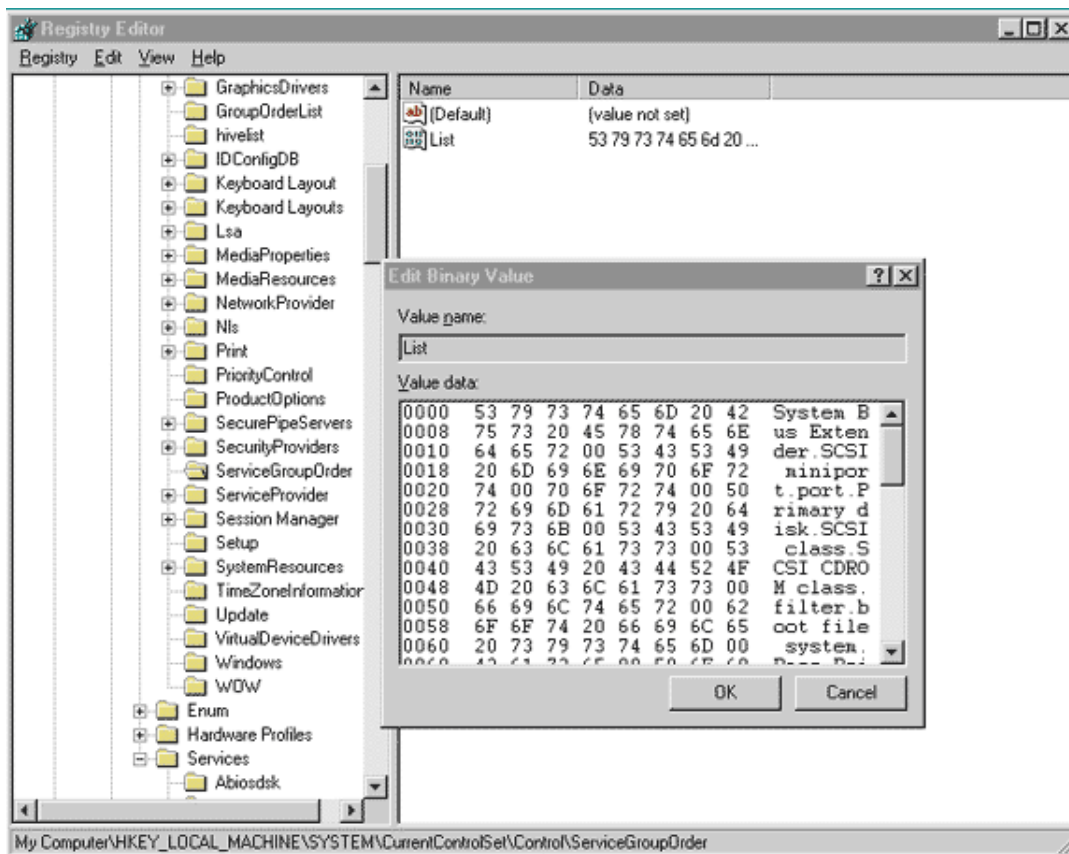 Registry Editor
Registry Edit View Help
GraphicsDrivers
GroupOrderList
hivelist
IDConfigDB
Keyboard Layout
Keyboard Layouts
Lsa
MediaProperties
MediaResources
NetworkProvider
Nls
Print
PriorityControl
ProductOptions
SecurePipeServers
SecurityProviders
ServiceGroupOrder
ServiceProvider
Session Manager
Setup
SystemResources
TimeZoneInformation
Update
VirtualDeviceDrivers
Windows
WOW
Enum
Hardware Profiles
Services
Abiosdsk
Name Data
ab (Default) (value not set)
List 53 79 73 74 65 6d 20 ...
Edit Binary Value
Value name:
List
Value data:
0000 53 79 73 74 65 6D 20 42 System B
0008 75 73 20 45 78 74 65 6E us Exten
0010 64 65 72 00 53 43 53 49 der.SCSI
0018 20 6D 69 6E 69 70 6F 72 minipor
0020 74 00 70 6F 72 74 00 50 t.port.P
0028 72 69 6D 61 72 79 20 64 rimary d
0030 69 73 6B 00 53 43 53 49 isk.SCSI
0038 20 63 6C 61 73 73 00 53 class.S
0040 43 53 49 20 43 44 52 4F CSI CDRO
0048 4D 20 63 6C 61 73 73 00 M class.
0050 66 69 6C 74 65 72 00 62 filter.b
0058 6F 6F 74 20 66 69 6C 65 oot file
0060 20 73 79 73 74 65 6D 00 system.
OK Cancel
My Computer\HKEY_LOCAL_MACHINE\SYSTEM\CurrentControlSet\Control\ServiceGroupOrder